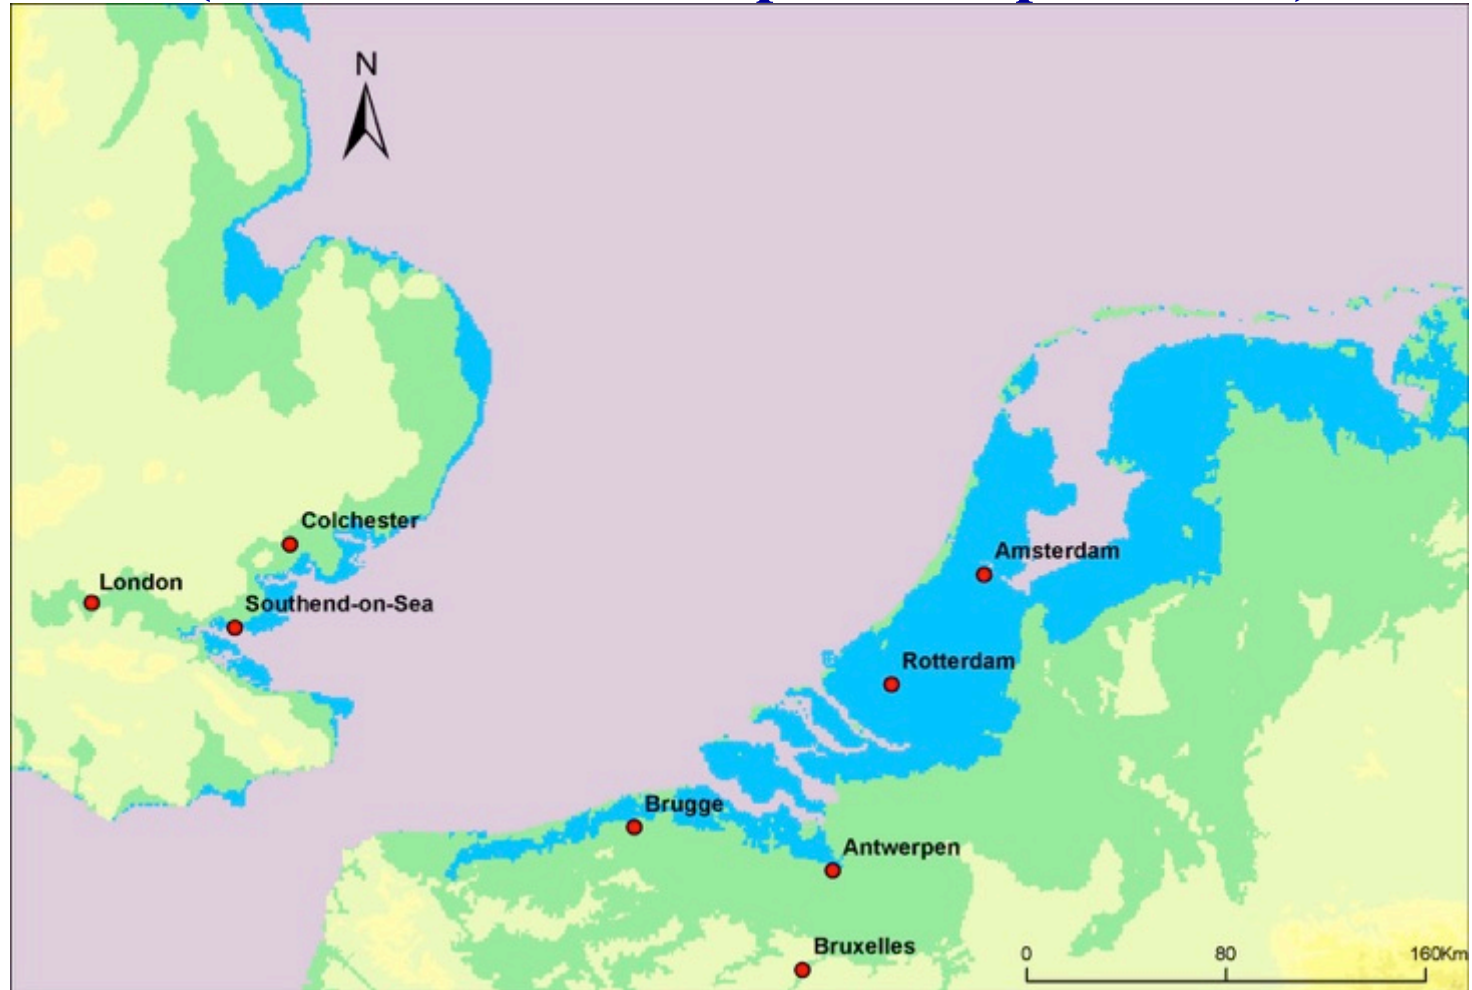 N
Colchester
London
Southend-on-Sea
Amsterdam
Rotterdam
Brugge
Antwerpen
Bruxelles
0 80 160Km